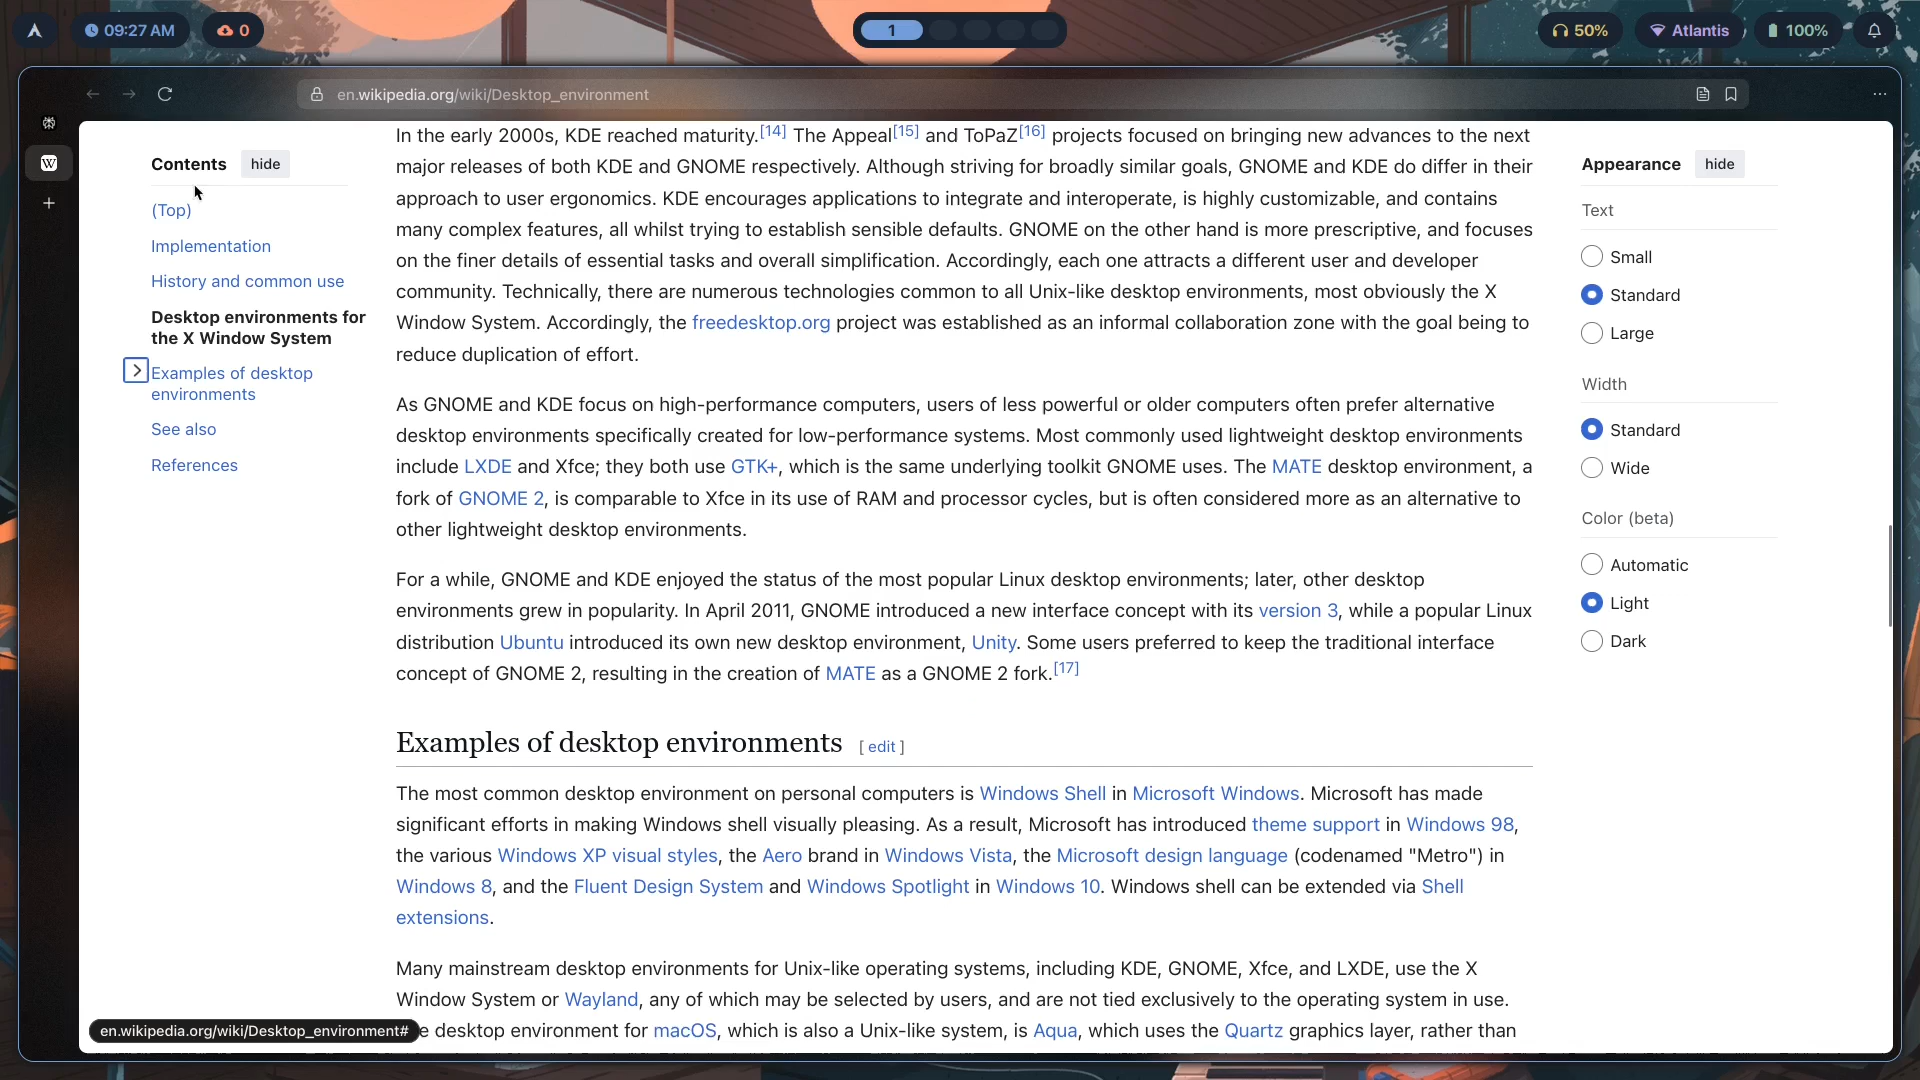 09:27 AM
0
1
50%
Atlantis
100%
en.wikipedia.org/wiki/Desktop_environment
W
Contents
hide
(Top)
Implementation
History and common use
Desktop environments for
the X Window System
Examples of desktop
environments
See also
References
In the early 2000s, KDE reached maturity.[14] The Appeal[15] and ToPaZ[16] projects focused on bringing new advances to the next
major releases of both KDE and GNOME respectively. Although striving for broadly similar goals, GNOME and KDE do differ in their
approach to user ergonomics. KDE encourages applications to integrate and interoperate, is highly customizable, and contains
many complex features, all whilst trying to establish sensible defaults. GNOME on the other hand is more prescriptive, and focuses
on the finer details of essential tasks and overall simplification. Accordingly, each one attracts a different user and developer
community. Technically, there are numerous technologies common to all Unix-like desktop environments, most obviously the X
Window System. Accordingly, the freedesktop.org project was established as an informal collaboration zone with the goal being to
reduce duplication of effort.
As GNOME and KDE focus on high-performance computers, users of less powerful or older computers often prefer alternative
desktop environments specifically created for low-performance systems. Most commonly used lightweight desktop environments
include LXDE and Xfce; they both use GTK+, which is the same underlying toolkit GNOME uses. The MATE desktop environment, a
fork of GNOME 2, is comparable to Xfce in its use of RAM and processor cycles, but is often considered more as an alternative to
other lightweight desktop environments.
For a while, GNOME and KDE enjoyed the status of the most popular Linux desktop environments; later, other desktop
environments grew in popularity. In April 2011, GNOME introduced a new interface concept with its version 3, while a popular Linux
distribution Ubuntu introduced its own new desktop environment, Unity. Some users preferred to keep the traditional interface
concept of GNOME 2, resulting in the creation of MATE as a GNOME 2 fork.[17]
Examples of desktop environments [ edit ]
The most common desktop environment on personal computers is Windows Shell in Microsoft Windows. Microsoft has made
significant efforts in making Windows shell visually pleasing. As a result, Microsoft has introduced theme support in Windows 98,
the various Windows XP visual styles, the Aero brand in Windows Vista, the Microsoft design language (codenamed "Metro") in
Windows 8, and the Fluent Design System and Windows Spotlight in Windows 10. Windows shell can be extended via Shell
extensions.
Many mainstream desktop environments for Unix-like operating systems, including KDE, GNOME, Xfce, and LXDE, use the X
Window System or Wayland, any of which may be selected by users, and are not tied exclusively to the operating system in use.
e desktop environment for macOS, which is also a Unix-like system, is Aqua, which uses the Quartz graphics layer, rather than
Appearance
hide
Text
Small
Standard
Large
Width
Standard
Wide
Color (beta)
Automatic
Light
Dark
en.wikipedia.org/wiki/Desktop_environment#